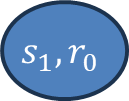 s₁, r₀